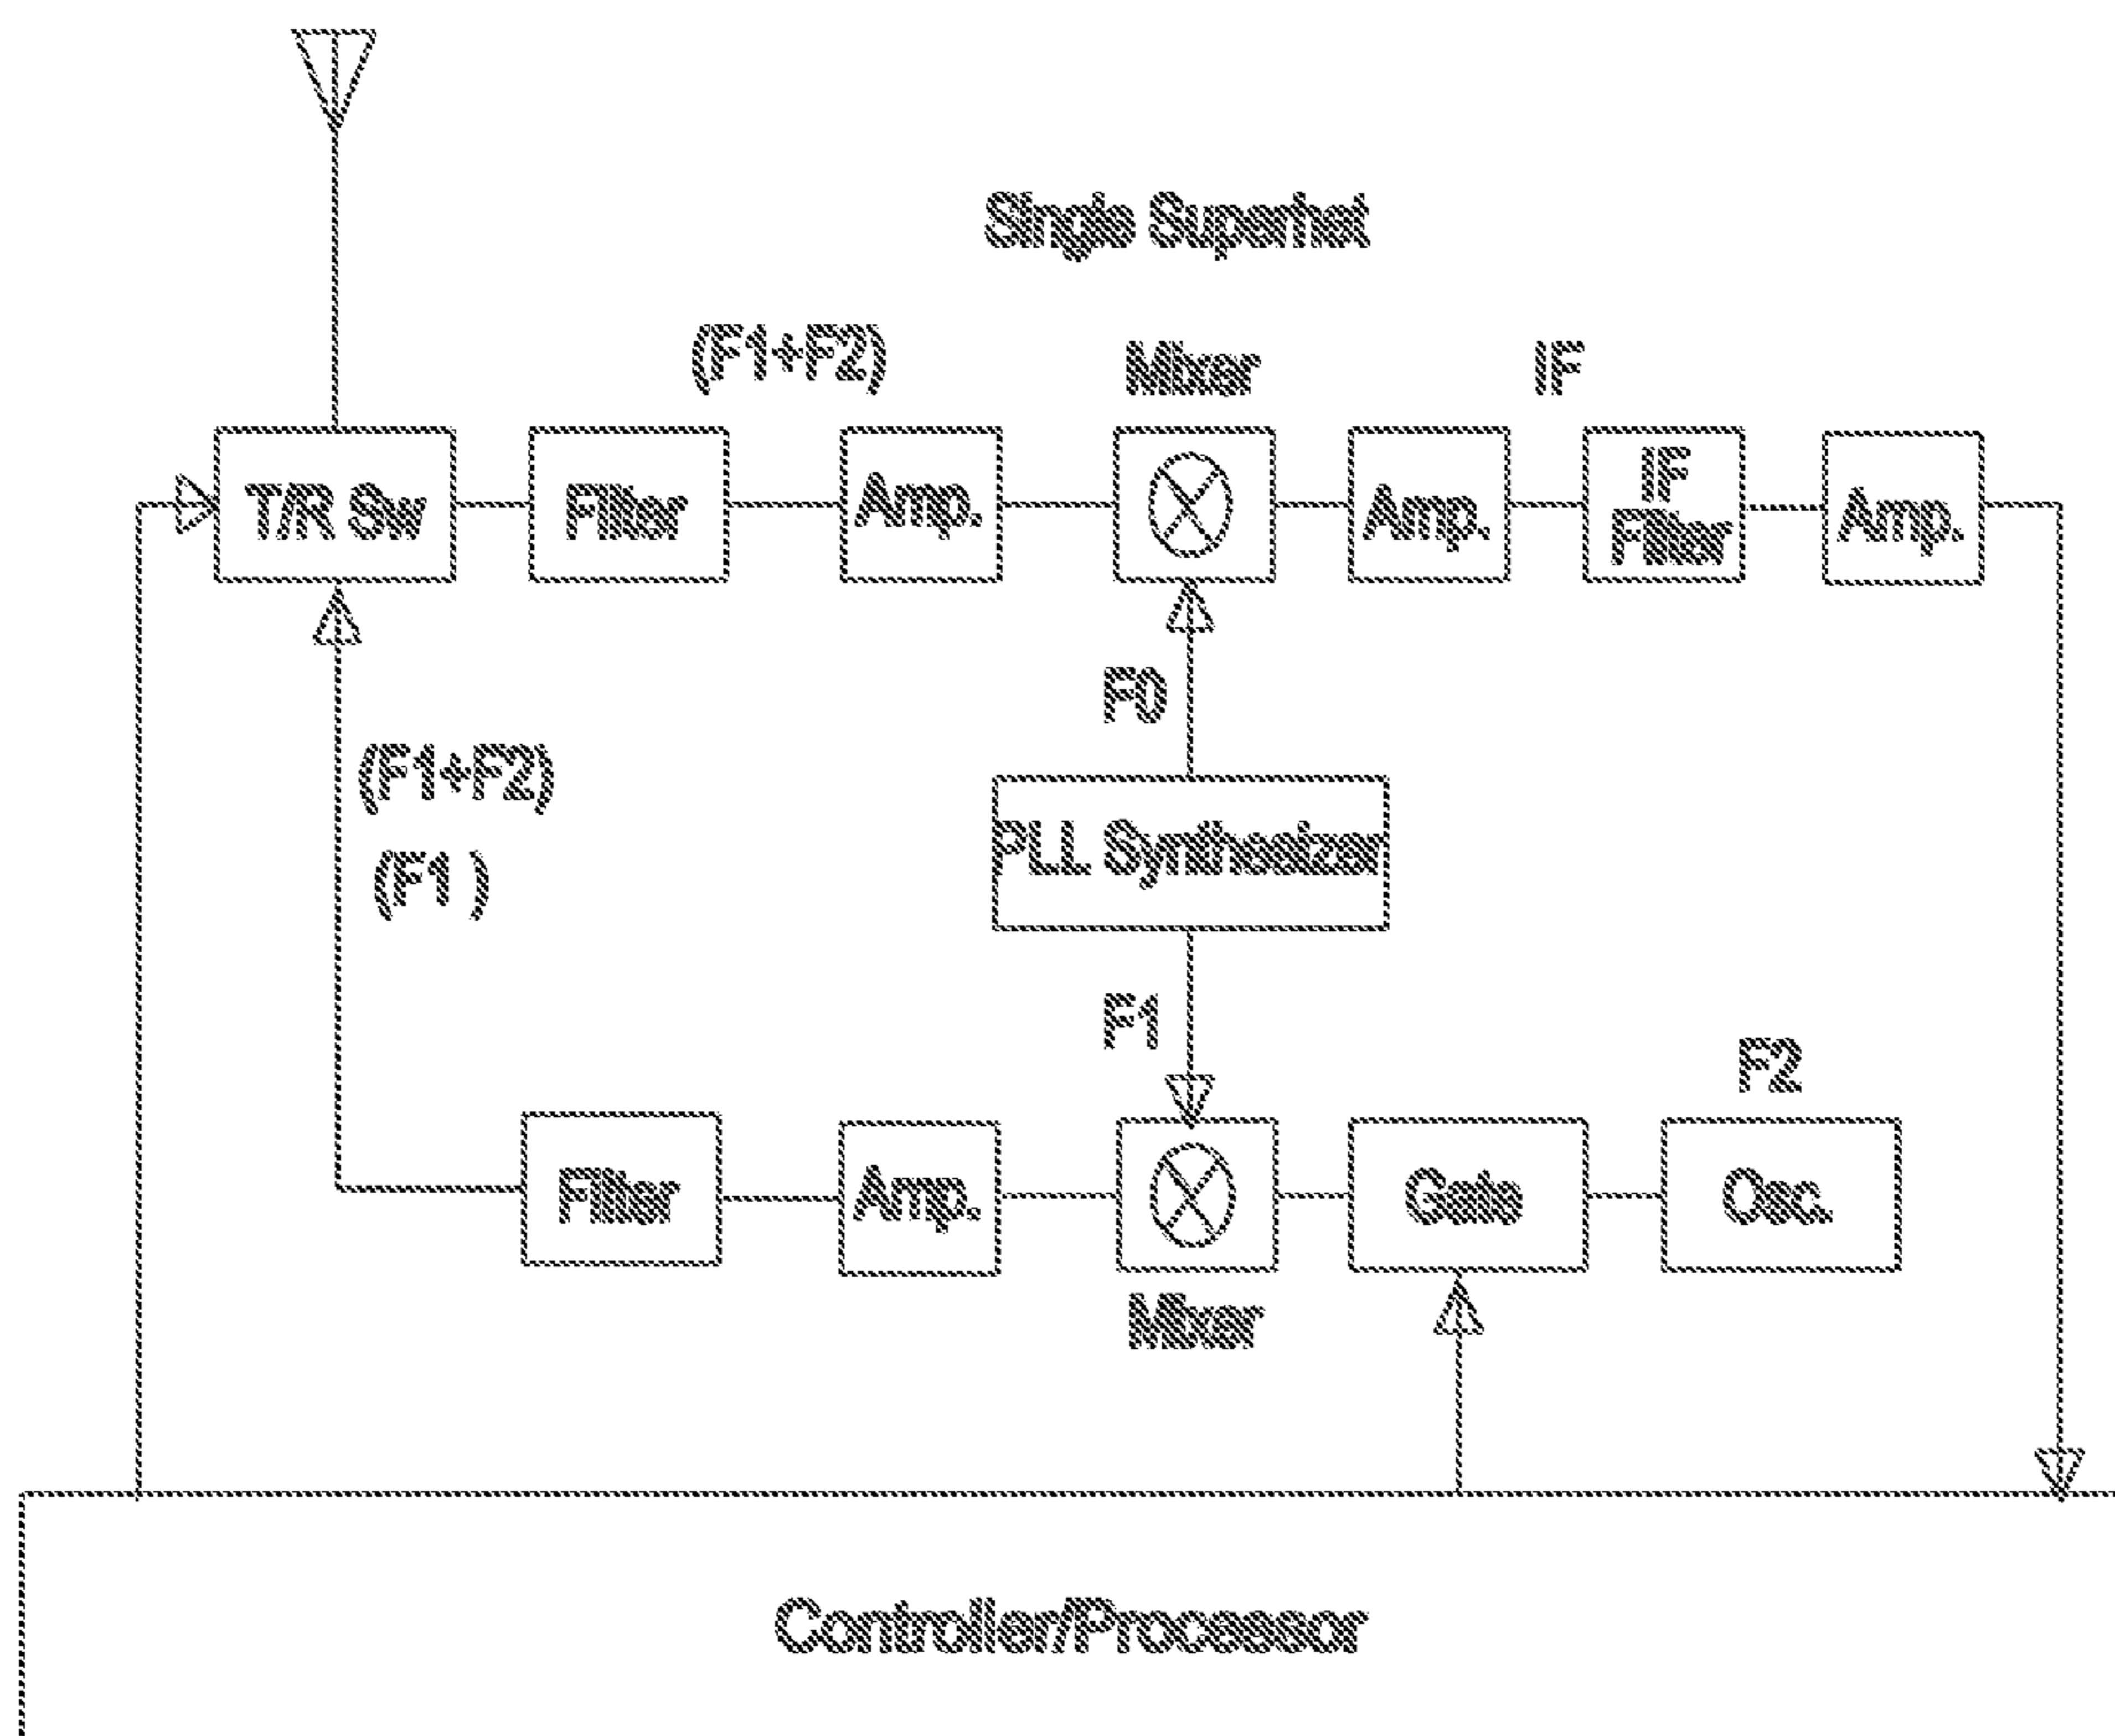 Single Superhet
(F1+F2)
Mixer
IF
T/R Sw
Filter
Amp.
Amp.
IF
Filter
Amp.
F0
(F1+F2)
(F1 )
PLL Synthesizer
F1
F2
Filter
Amp.
Gate
Osc.
Mixer
Controller/Processor